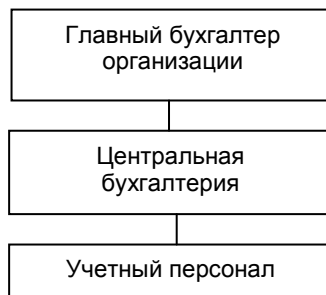 Главный бухгалтер
организации
Центральная
бухгалтерия
Учетный персонал